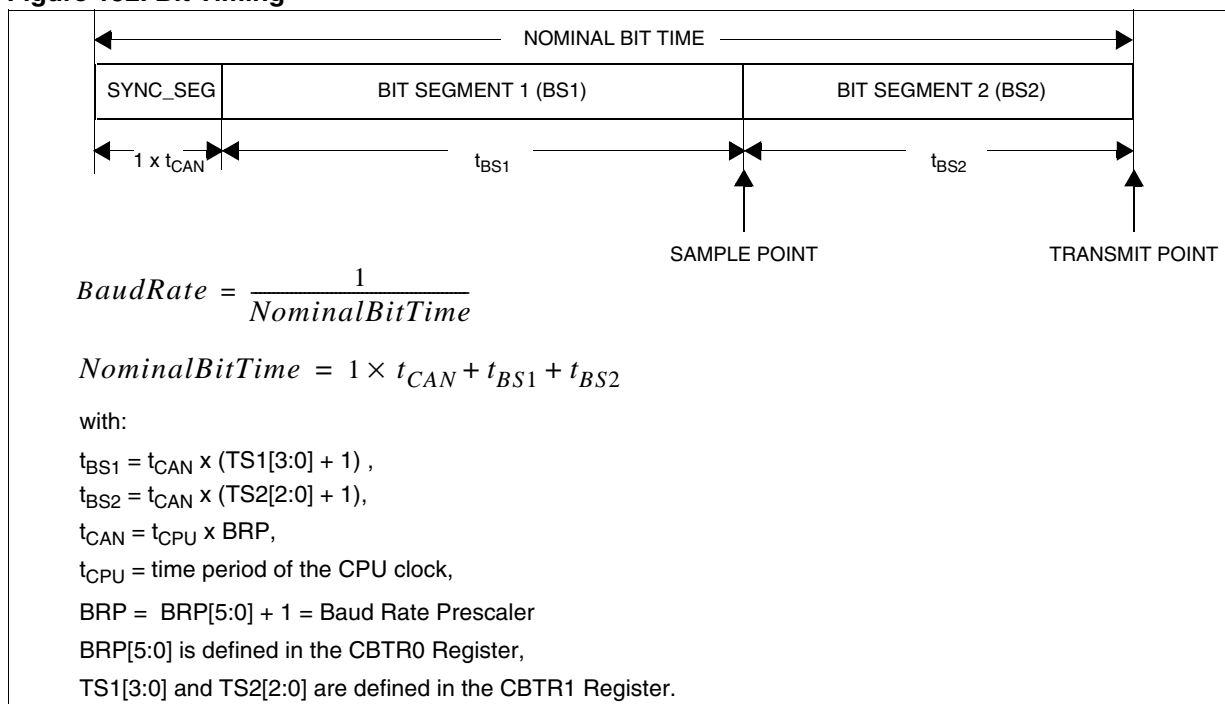 NOMINAL BIT TIME
SYNC_SEG BIT SEGMENT 1 (BS1) BIT SEGMENT 2 (BS2)
1 x tCAN tBS1 tBS2
SAMPLE POINT TRANSMIT POINT
BaudRate = 1 / NominalBitTime
NominalBitTime = 1 × tCAN + tBS1 + tBS2
with:
tBS1 = tCAN x (TS1[3:0] + 1) ,
tBS2 = tCAN x (TS2[2:0] + 1),
tCAN = tCPU x BRP,
tCPU = time period of the CPU clock,
BRP = BRP[5:0] + 1 = Baud Rate Prescaler
BRP[5:0] is defined in the CBTR0 Register,
TS1[3:0] and TS2[2:0] are defined in the CBTR1 Register.